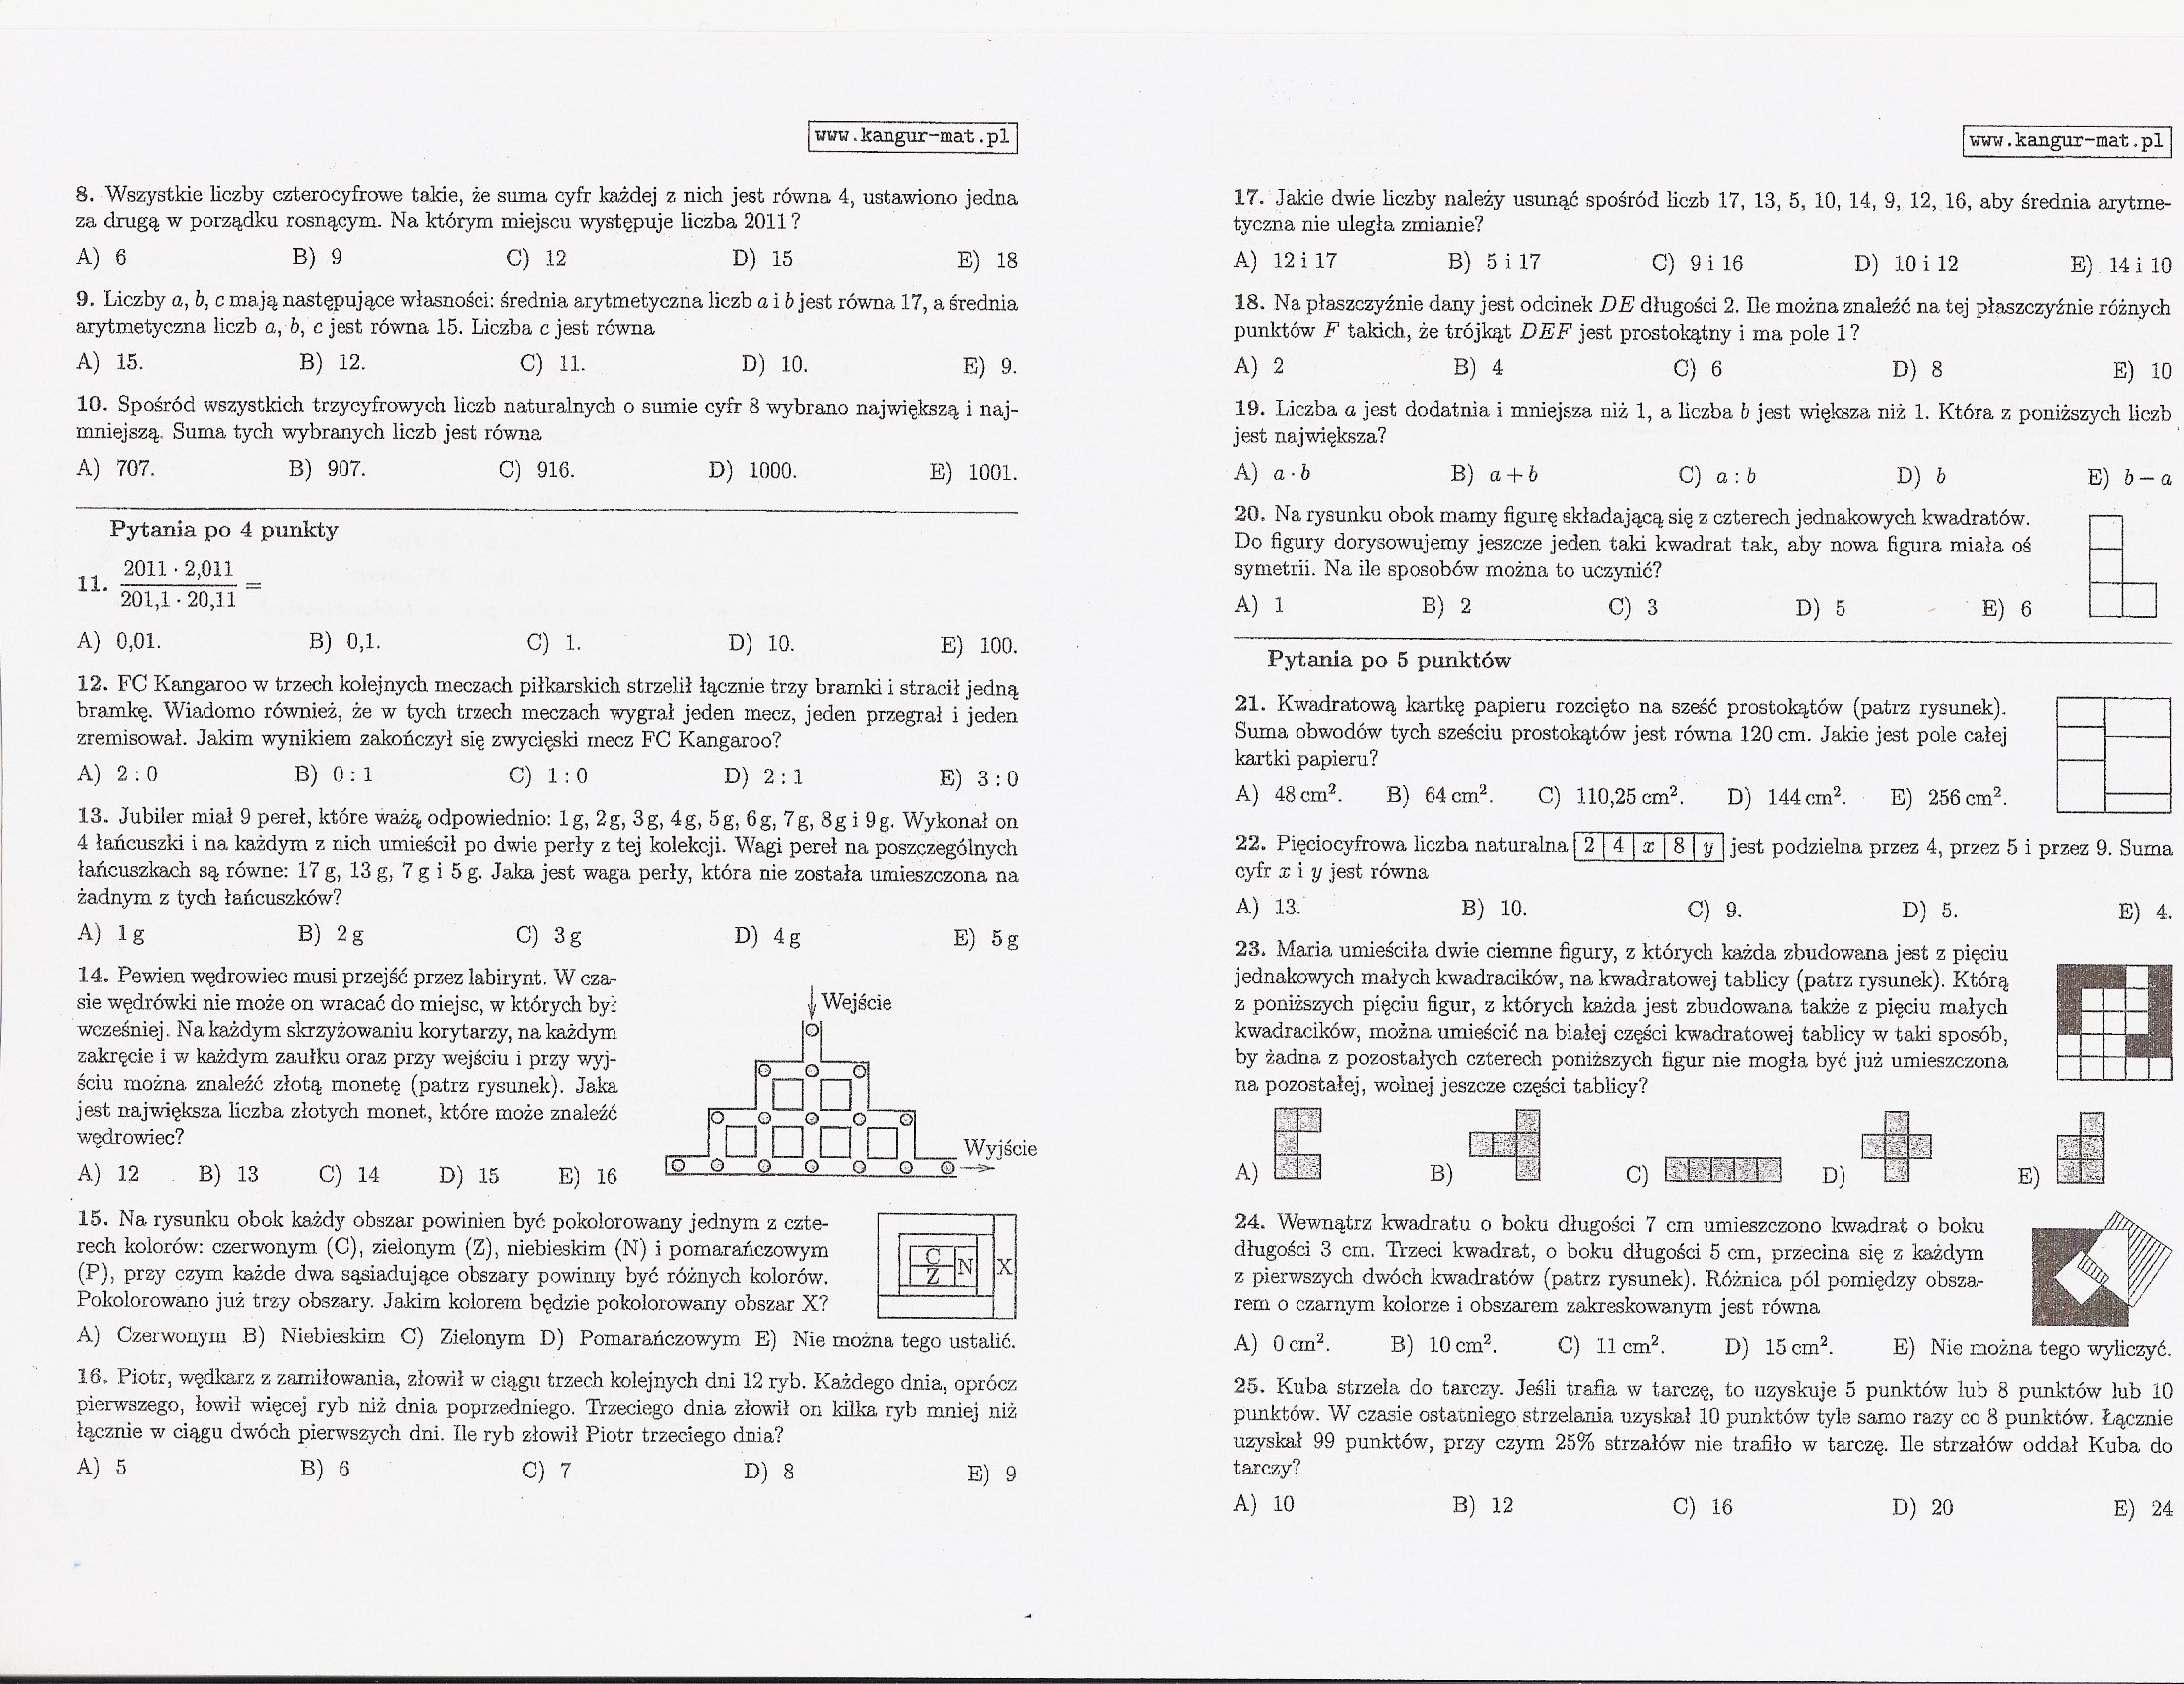 www.kangur-mat.pl
8. Wszystkie liczby czterocyfrowe takie, że suma cyfr każdej z nich jest równa 4, ustawiono jedna
za drugą w porządku rosnącym. Na którym miejscu występuje liczba 2011?
A) 6 B) 9 C) 12 D) 15 E) 18
9. Liczby a, b, c mają następujące własności: średnia arytmetyczna liczb a i b jest równa 17, a średnia
arytmetyczna liczb a, b, c jest równa 15. Liczba c jest równa
A) 15. B) 12. C) 11. D) 10. E) 9.
10. Spośród wszystkich trzycyfrowych liczb naturalnych o sumie cyfr 8 wybrano największą i naj-
mniejszą. Suma tych wybranych liczb jest równa
A) 707. B) 907. C) 916. D) 1000. E) 1001.
Pytania po 4 punkty
2011 · 2,011
11. =
201,1 · 20,11
A) 0,01. B) 0,1. C) 1. D) 10. E) 100.
12. FC Kangaroo w trzech kolejnych meczach piłkarskich strzelił łącznie trzy bramki i stracił jedną
bramkę. Wiadomo również, że w tych trzech meczach wygrał jeden mecz, jeden przegrał i jeden
zremisował. Jakim wynikiem zakończył się zwycięski mecz FC Kangaroo?
A) 2 : 0 B) 0 : 1 C) 1 : 0 D) 2 : 1 E) 3 : 0
13. Jubiler miał 9 pereł, które ważą odpowiednio: 1 g, 2 g, 3 g, 4 g, 5 g, 6 g, 7 g, 8 g i 9 g. Wykonał on
4 łańcuszki i na każdym z nich umieścił po dwie perły z tej kolekcji. Wagi pereł na poszczególnych
łańcuszkach są równe: 17 g, 13 g, 7 g i 5 g. Jaka jest waga perły, która nie została umieszczona na
żadnym z tych łańcuszków?
A) 1 g B) 2 g C) 3 g D) 4 g E) 5 g
14. Pewien wędrowiec musi przejść przez labirynt. W cza-
sie wędrówki nie może on wracać do miejsc, w których był
wcześniej. Na każdym skrzyżowaniu korytarzy, na każdym
zakręcie i w każdym zaułku oraz przy wejściu i przy wyj-
ściu można znaleźć złotą monetę (patrz rysunek). Jaka
jest największa liczba złotych monet, które może znaleźć
wędrowiec?
A) 12 B) 13 C) 14 D) 15 E) 16
Wejście
Wyjście
15. Na rysunku obok każdy obszar powinien być pokolorowany jednym z czte-
rech kolorów: czerwonym (C), zielonym (Z), niebieskim (N) i pomarańczowym
(P), przy czym każde dwa sąsiadujące obszary powinny być różnych kolorów.
Pokolorowano już trzy obszary. Jakim kolorem będzie pokolorowany obszar X?
C
Z N X
A) Czerwonym B) Niebieskim C) Zielonym D) Pomarańczowym E) Nie można tego ustalić.
16. Piotr, wędkarz z zamiłowania, złowił w ciągu trzech kolejnych dni 12 ryb. Każdego dnia, oprócz
pierwszego, łowił więcej ryb niż dnia poprzedniego. Trzeciego dnia złowił on kilka ryb mniej niż
łącznie w ciągu dwóch pierwszych dni. Ile ryb złowił Piotr trzeciego dnia?
A) 5 B) 6 C) 7 D) 8 E) 9
www.kangur-mat.pl
17. Jakie dwie liczby należy usunąć spośród liczb 17, 13, 5, 10, 14, 9, 12, 16, aby średnia arytme-
tyczna nie uległa zmianie?
A) 12 i 17 B) 5 i 17 C) 9 i 16 D) 10 i 12 E) 14 i 10
18. Na płaszczyźnie dany jest odcinek DE długości 2. Ile można znaleźć na tej płaszczyźnie różnych
punktów F takich, że trójkąt DEF jest prostokątny i ma pole 1?
A) 2 B) 4 C) 6 D) 8 E) 10
19. Liczba a jest dodatnia i mniejsza niż 1, a liczba b jest większa niż 1. Która z poniższych liczb
jest największa?
A) a · b B) a + b C) a : b D) b E) b − a
20. Na rysunku obok mamy figurę składającą się z czterech jednakowych kwadratów.
Do figury dorysowujemy jeszcze jeden taki kwadrat tak, aby nowa figura miała oś
symetrii. Na ile sposobów można to uczynić?
A) 1 B) 2 C) 3 D) 5 E) 6
Pytania po 5 punktów
21. Kwadratową kartkę papieru rozcięto na sześć prostokątów (patrz rysunek).
Suma obwodów tych sześciu prostokątów jest równa 120 cm. Jakie jest pole całej
kartki papieru?
A) 48 cm². B) 64 cm². C) 110,25 cm². D) 144 cm². E) 256 cm².
22. Pięciocyfrowa liczba naturalna 2 4 x 8 y jest podzielna przez 4, przez 5 i przez 9. Suma
cyfr x i y jest równa
A) 13. B) 10. C) 9. D) 5. E) 4.
23. Maria umieściła dwie ciemne figury, z których każda zbudowana jest z pięciu
jednakowych małych kwadracików, na kwadratowej tablicy (patrz rysunek). Którą
z poniższych pięciu figur, z których każda jest zbudowana także z pięciu małych
kwadracików, można umieścić na białej części kwadratowej tablicy w taki sposób,
by żadna z pozostałych czterech poniższych figur nie mogła być już umieszczona
na pozostałej, wolnej jeszcze części tablicy?
A) B) C) D) E)
24. Wewnątrz kwadratu o boku długości 7 cm umieszczono kwadrat o boku
długości 3 cm. Trzeci kwadrat, o boku długości 5 cm, przecina się z każdym
z pierwszych dwóch kwadratów (patrz rysunek). Różnica pól pomiędzy obsza-
rem o czarnym kolorze i obszarem zakreskowanym jest równa
A) 0 cm². B) 10 cm². C) 11 cm². D) 15 cm². E) Nie można tego wyliczyć.
25. Kuba strzela do tarczy. Jeśli trafia w tarczę, to uzyskuje 5 punktów lub 8 punktów lub 10
punktów. W czasie ostatniego strzelania uzyskał 10 punktów tyle samo razy co 8 punktów. Łącznie
uzyskał 99 punktów, przy czym 25% strzałów nie trafiło w tarczę. Ile strzałów oddał Kuba do
tarczy?
A) 10 B) 12 C) 16 D) 20 E) 24